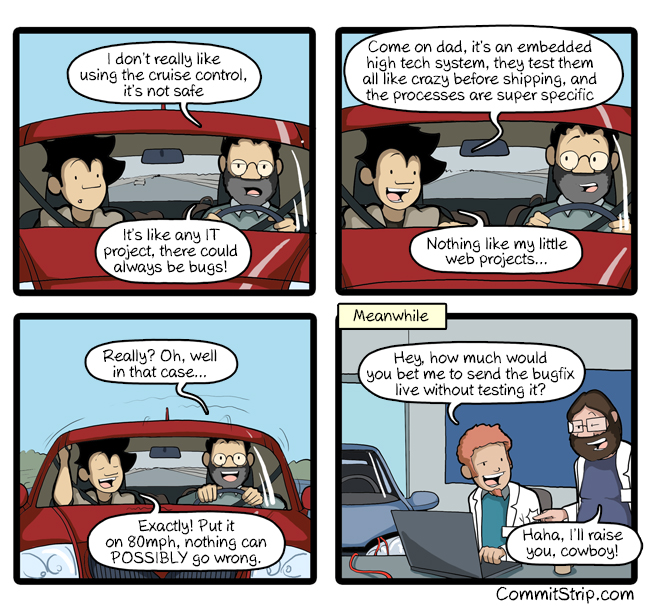 I don't really like
using the cruise control,
it's not safe
It's like any IT
project, there could
always be bugs!
Come on dad, it's an embedded
high tech system, they test them
all like crazy before shipping, and
the processes are super specific
Nothing like my little
web projects...
Really? Oh, well
in that case...
Exactly! Put it
on 80mph, nothing can
POSSIBLY go wrong.
Meanwhile
Hey, how much would
you bet me to send the bugfix
live without testing it?
Haha, I'll raise
you, cowboy!
CommitStrip.com